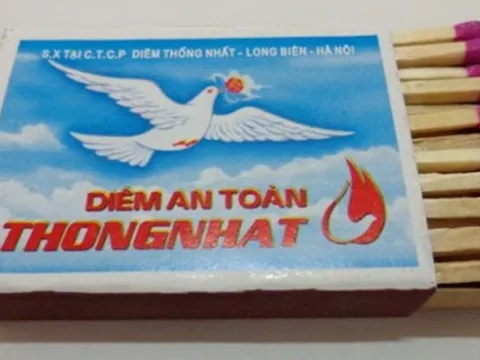 S.X TẠI C.T.C.P DIÊM THỐNG NHẤT - LONG BIÊN - HÀ NỘI
DIÊM AN TOÀN
THONGNHAT